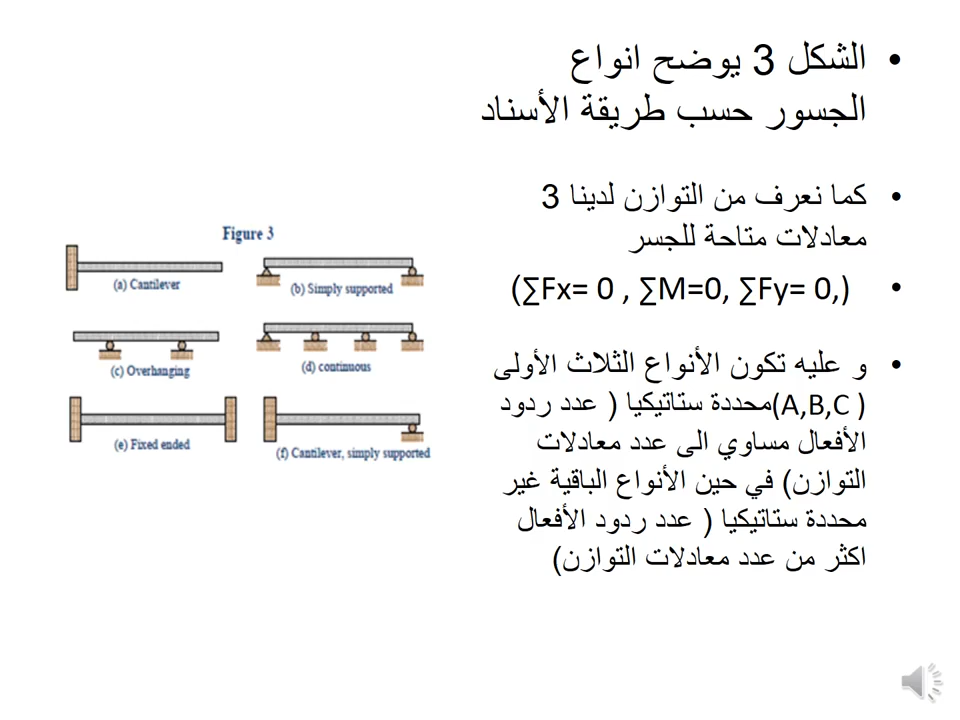 • الشكل 3 يوضح انواع
الجسور حسب طريقة الأسناد
• كما نعرف من التوازن لدينا 3
معادلات متاحة للجسر
• (∑Fx= 0 , ∑M=0, ∑Fy= 0,)
• و عليه تكون الأنواع الثلاث الأولى
(A,B,C )محددة ستاتيكيا ( عدد ردود
الأفعال مساوي الى عدد معادلات
التوازن) في حين الأنواع الباقية غير
محددة ستاتيكيا ( عدد ردود الأفعال
اكثر من عدد معادلات التوازن)
Figure 3
(a) Cantilever
(b) Simply supported
(c) Overhanging
(d) continuous
(e) Fixed ended
(f) Cantilever, simply supported